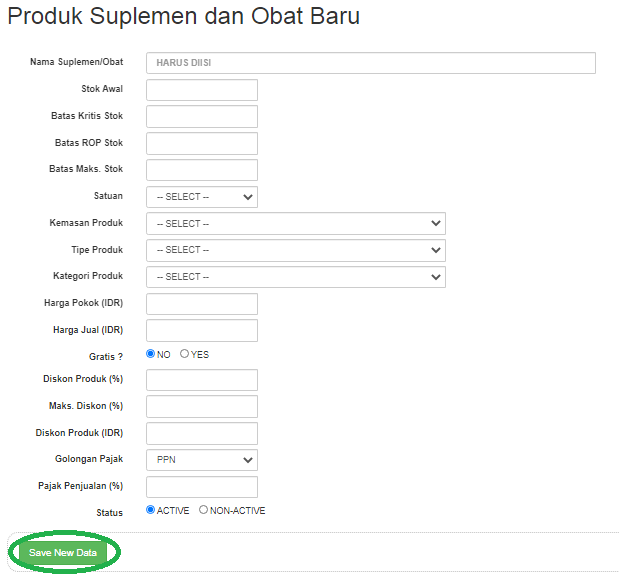 Produk Suplemen dan Obat Baru
Nama Suplemen/Obat HARUS DIISI
Stok Awal
Batas Kritis Stok
Batas ROP Stok
Batas Maks. Stok
Satuan -- SELECT --
Kemasan Produk -- SELECT --
Tipe Produk -- SELECT --
Kategori Produk -- SELECT --
Harga Pokok (IDR)
Harga Jual (IDR)
Gratis ? NO YES
Diskon Produk (%)
Maks. Diskon (%)
Diskon Produk (IDR)
Golongan Pajak PPN
Pajak Penjualan (%)
Status ACTIVE NON-ACTIVE
Save New Data